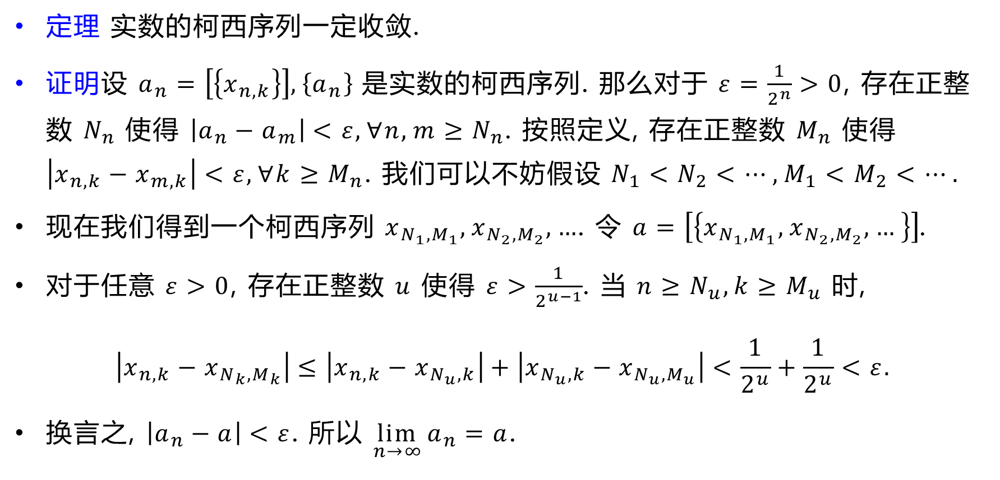 • 定理 实数的柯西序列一定收敛.
• 证明设 $a_n = [\{x_{n,k}\}], \{a_n\}$ 是实数的柯西序列. 那么对于 $\varepsilon = \frac{1}{2^n} > 0$, 存在正整
数 $N_n$ 使得 $|a_n - a_m| < \varepsilon, \forall n, m \geq N_n$. 按照定义, 存在正整数 $M_n$ 使得
$|x_{n,k} - x_{m,k}| < \varepsilon, \forall k \geq M_n$. 我们可以不妨假设 $N_1 < N_2 < \cdots, M_1 < M_2 < \cdots$.
• 现在我们得到一个柯西序列 $x_{N_1,M_1}, x_{N_2,M_2}, \ldots$. 令 $a = [\{x_{N_1,M_1}, x_{N_2,M_2}, \ldots\}]$.
• 对于任意 $\varepsilon > 0$, 存在正整数 $u$ 使得 $\varepsilon > \frac{1}{2^{u-1}}$. 当 $n \geq N_u, k \geq M_u$ 时,
$|x_{n,k} - x_{N_k,M_k}| \leq |x_{n,k} - x_{N_u,k}| + |x_{N_u,k} - x_{N_u,M_u}| < \frac{1}{2^u} + \frac{1}{2^u} < \varepsilon.$
• 换言之, $|a_n - a| < \varepsilon$. 所以 $\lim_{n \to \infty} a_n = a$.